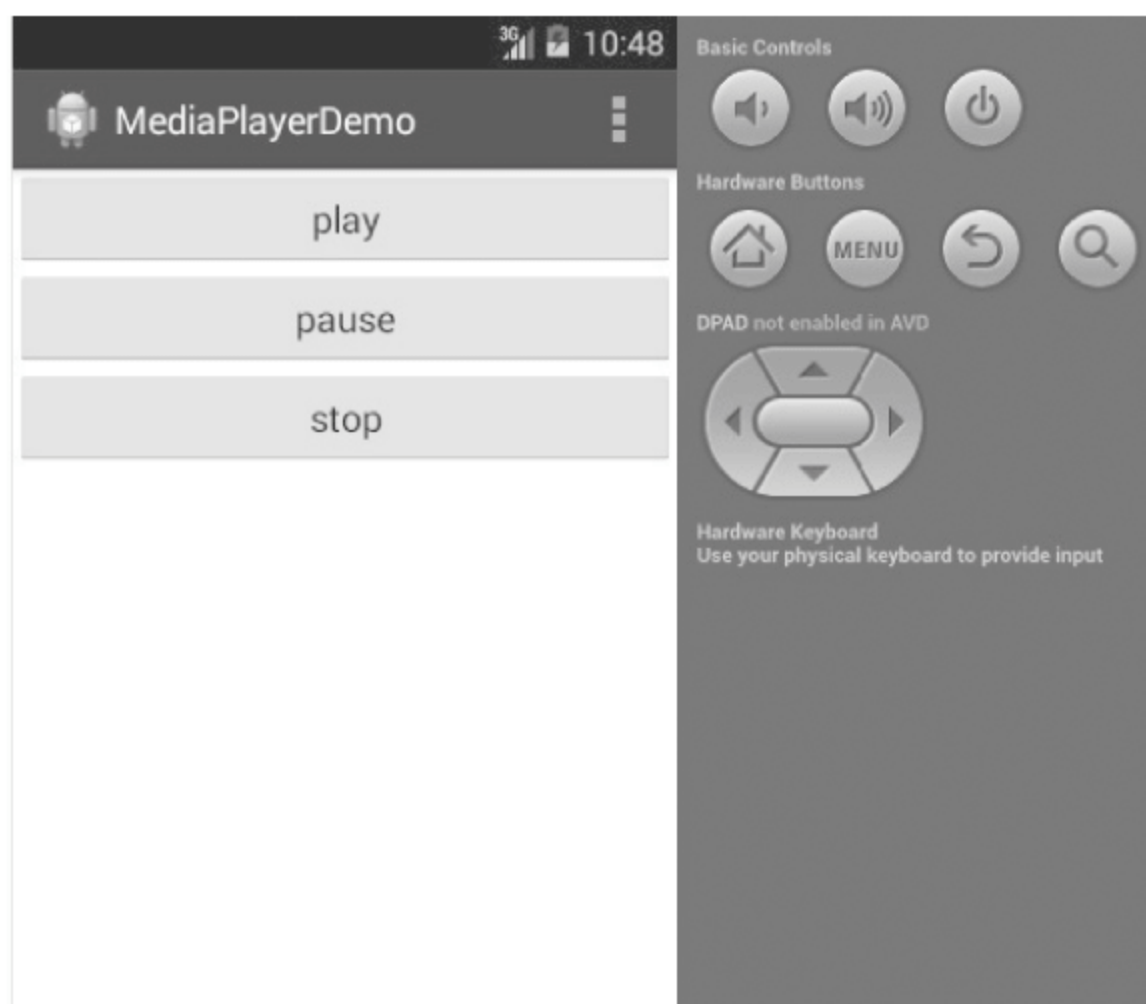 3G 10:48
MediaPlayerDemo
play
pause
stop
Basic Controls
Hardware Buttons
MENU
DPAD not enabled in AVD
Hardware Keyboard
Use your physical keyboard to provide input